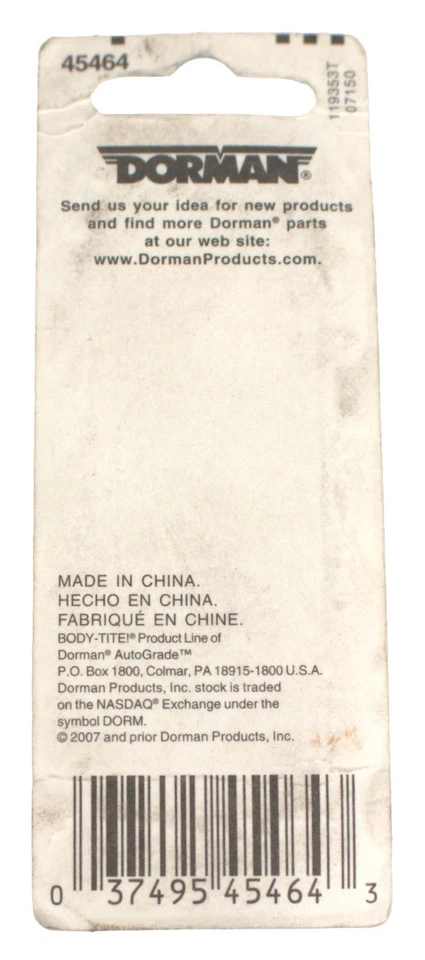 45464
119353T
07150
DORMAN®
Send us your idea for new products
and find more Dorman® parts
at our web site:
www.DormanProducts.com.
MADE IN CHINA.
HECHO EN CHINA.
FABRIQUÉ EN CHINE.
BODY-TITE!® Product Line of
Dorman® AutoGrade™
P.O. Box 1800, Colmar, PA 18915-1800 U.S.A.
Dorman Products, Inc. stock is traded
on the NASDAQ® Exchange under the
symbol DORM.
© 2007 and prior Dorman Products, Inc.
0 37495 45464 3